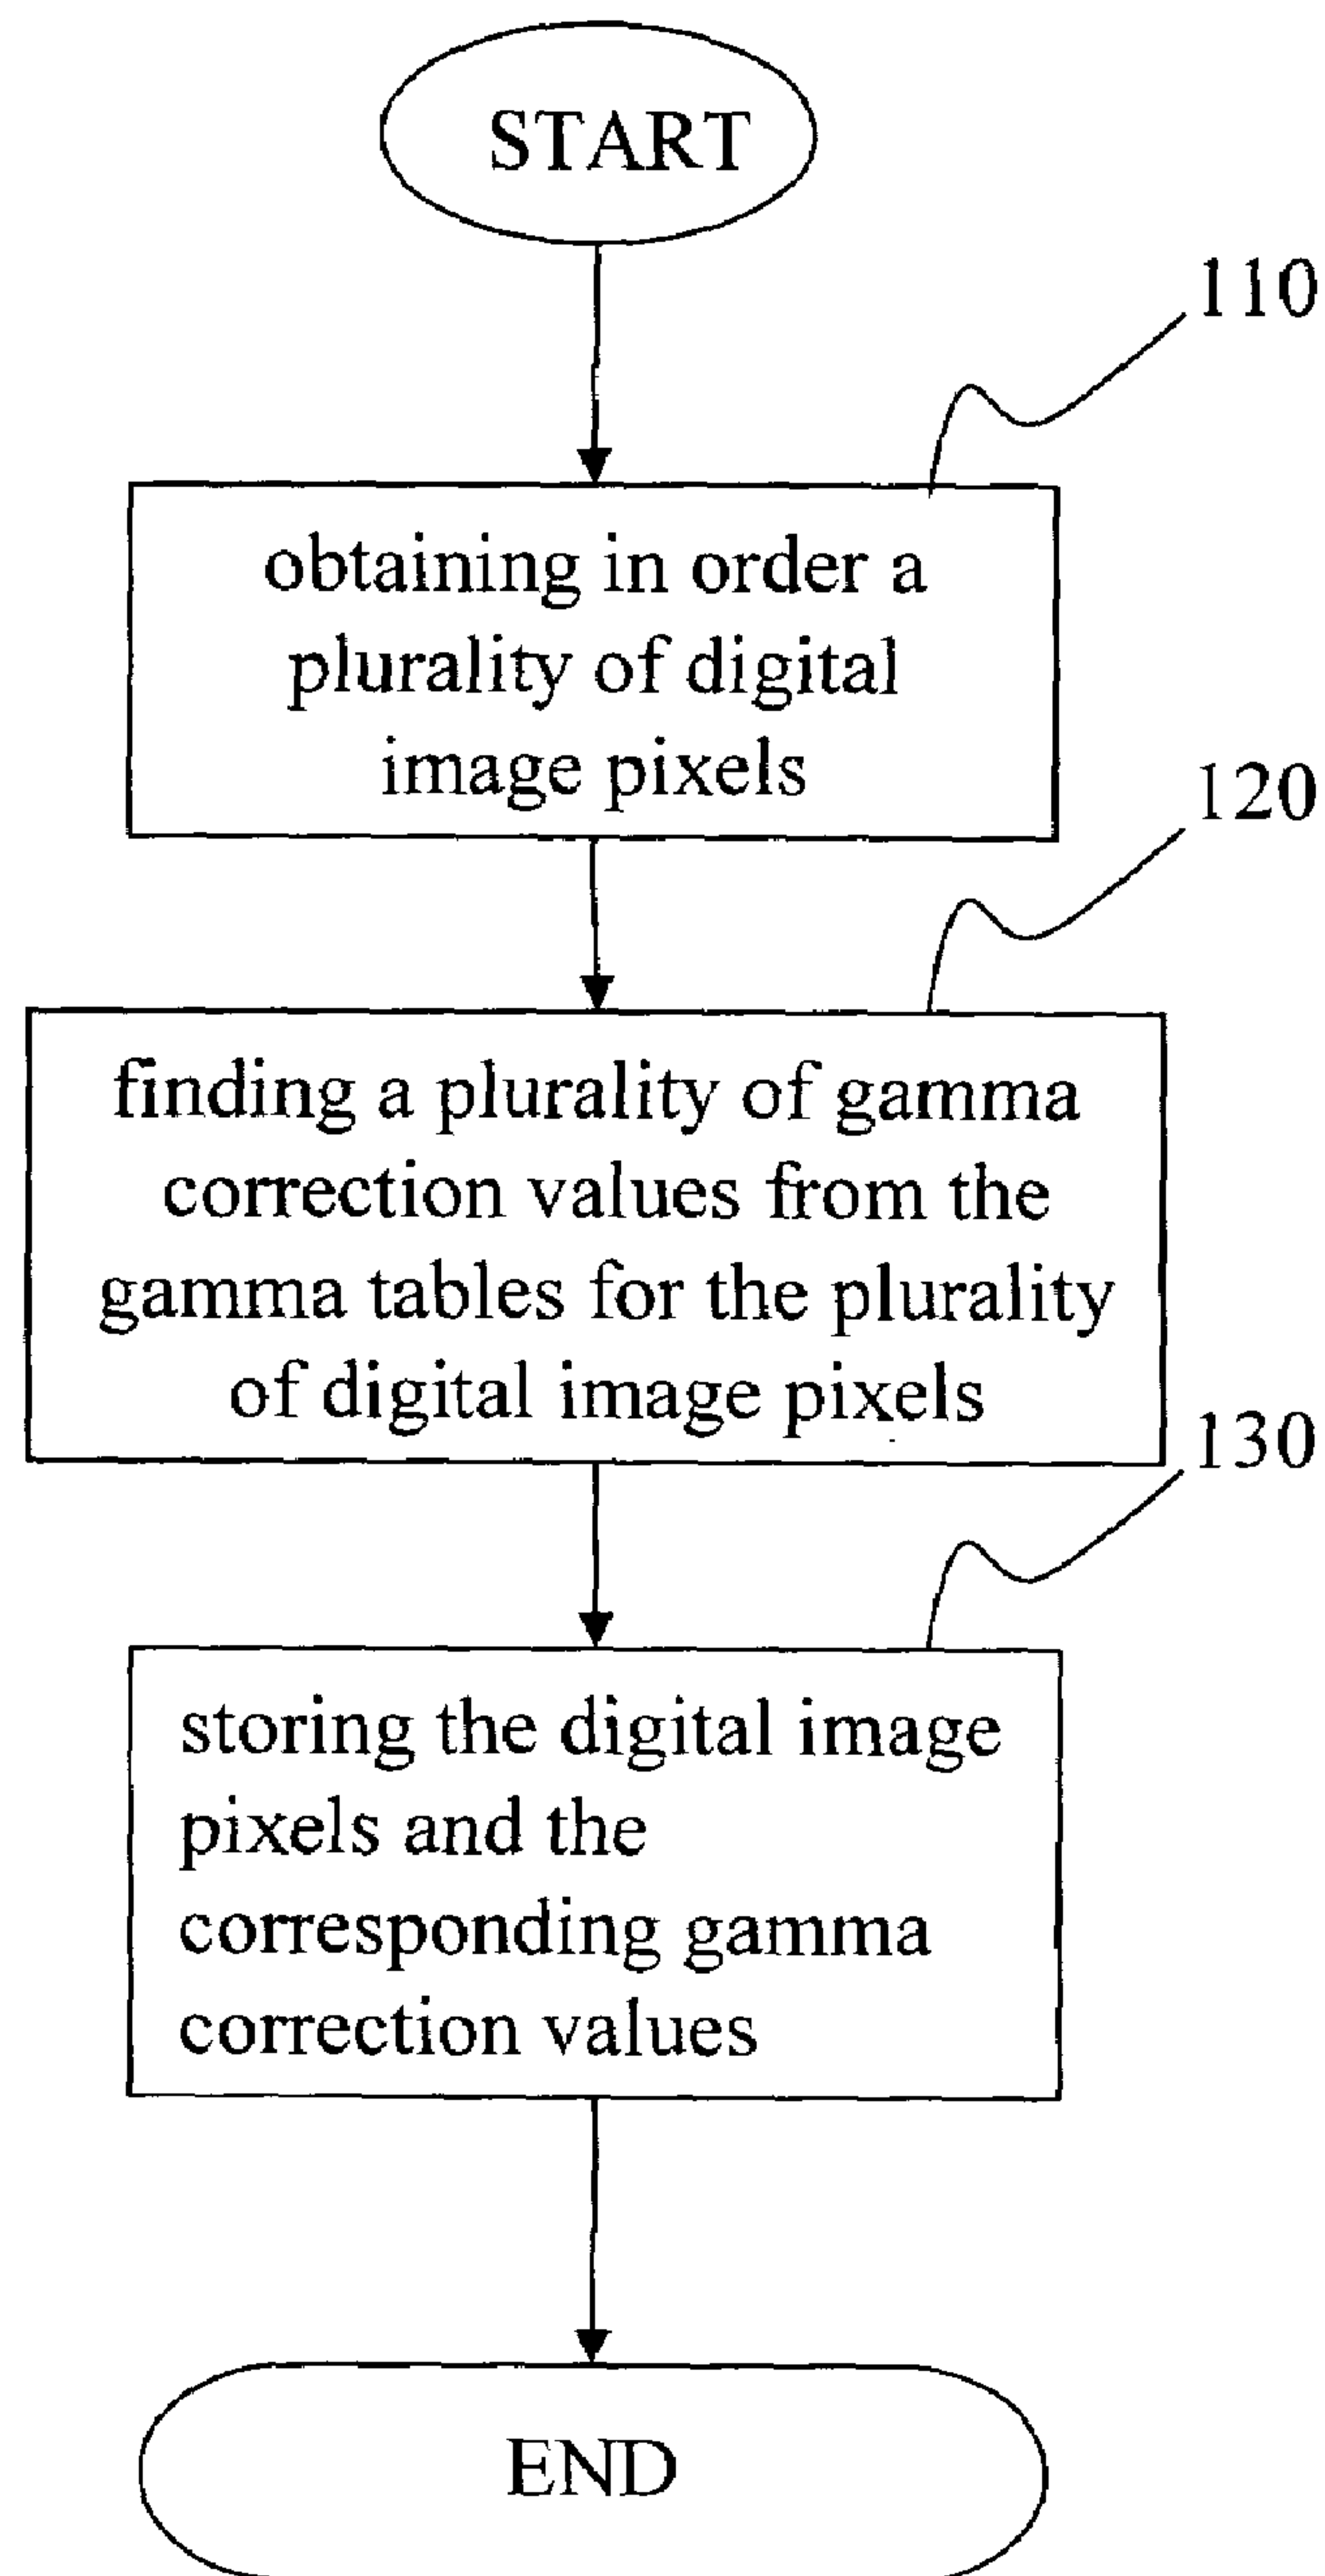 START
110
obtaining in order a
plurality of digital
image pixels
120
finding a plurality of gamma
correction values from the
gamma tables for the plurality
of digital image pixels
130
storing the digital image
pixels and the
corresponding gamma
correction values
END